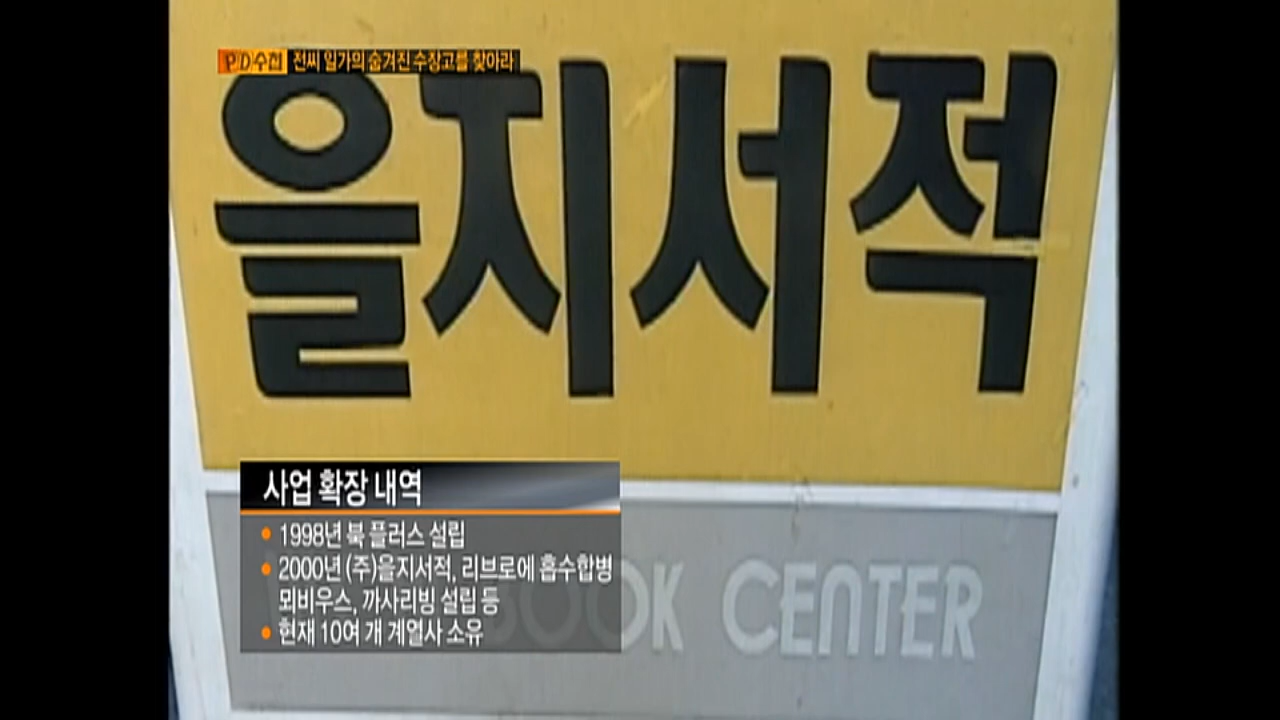 PD수첩 전씨 일가의 숨겨진 수장고를 찾아라
을지서적
사업 확장 내역
• 1998년 북 플러스 설립
• 2000년 (주)을지서적, 리브로에 흡수합병
뫼비우스, 까사리빙 설립 등
• 현재 10여 개 계열사 소유
BOOK CENTER